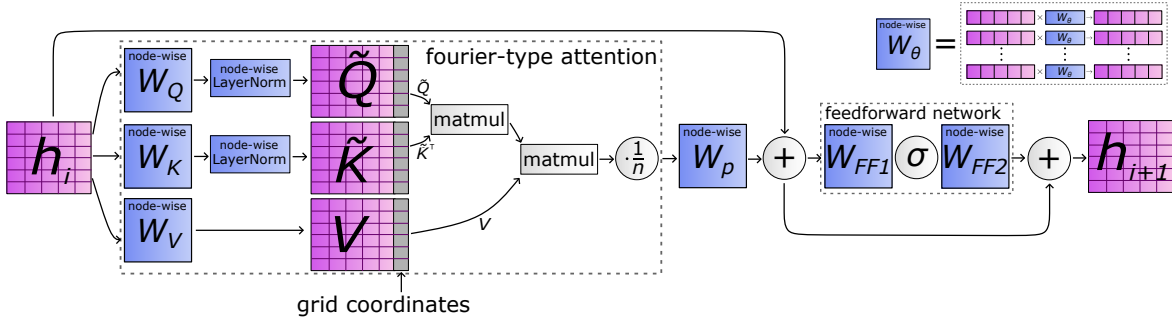 h_i
node-wise
W_Q
node-wise
LayerNorm
Q̃
fourier-type attention
Q̃
matmul
node-wise
W_K
node-wise
LayerNorm
K̃
K̃ᵀ
matmul
· 1/n
node-wise
W_V
V
V
grid coordinates
node-wise
W_p
+
feedforward network
node-wise
W_FF1
σ
node-wise
W_FF2
+
h_{i+1}
node-wise
W_θ
=
× W_θ →
× W_θ →
⋮ ⋮ ⋮
× W_θ →